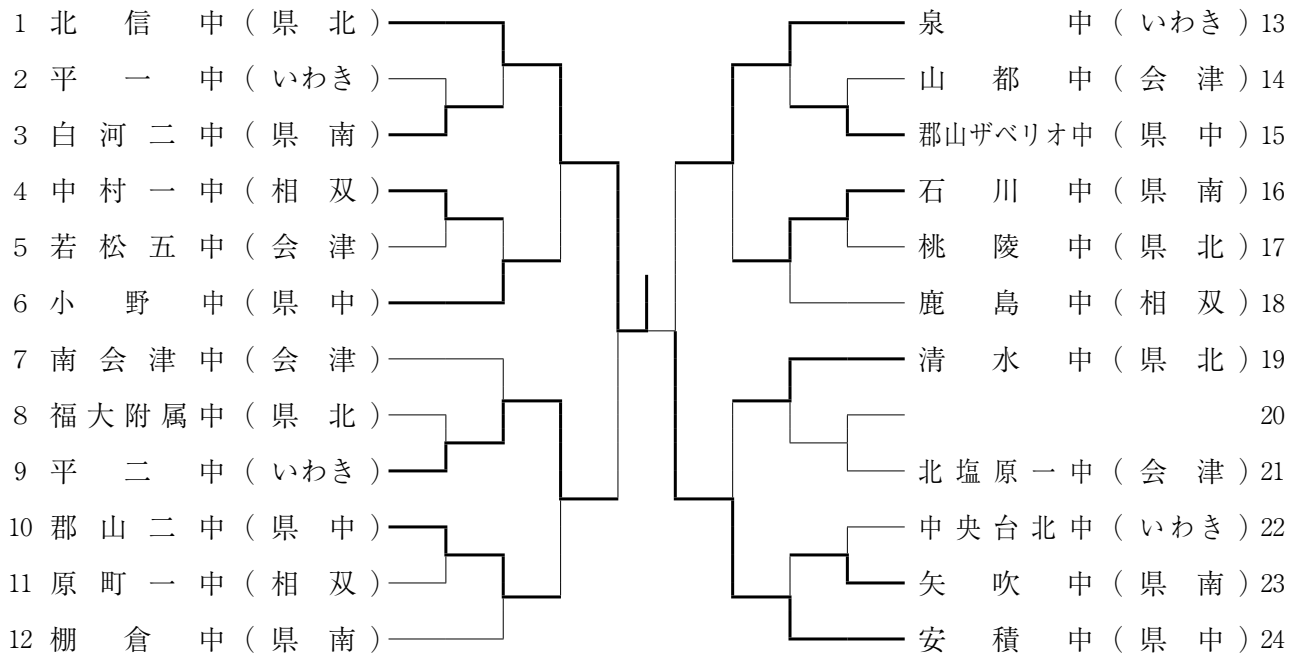 1 北信中（県北）
2 平一中（いわき）
3 白河二中（県南）
4 中村一中（相双）
5 若松五中（会津）
6 小野中（県中）
7 南会津中（会津）
8 福大附属中（県北）
9 平二中（いわき）
10 郡山二中（県中）
11 原町一中（相双）
12 棚倉中（県南）
泉中（いわき）13
山都中（会津）14
郡山ザベリオ中（県中）15
石川中（県南）16
桃陵中（県北）17
鹿島中（相双）18
清水中（県北）19
20
北塩原一中（会津）21
中央台北中（いわき）22
矢吹中（県南）23
安積中（県中）24